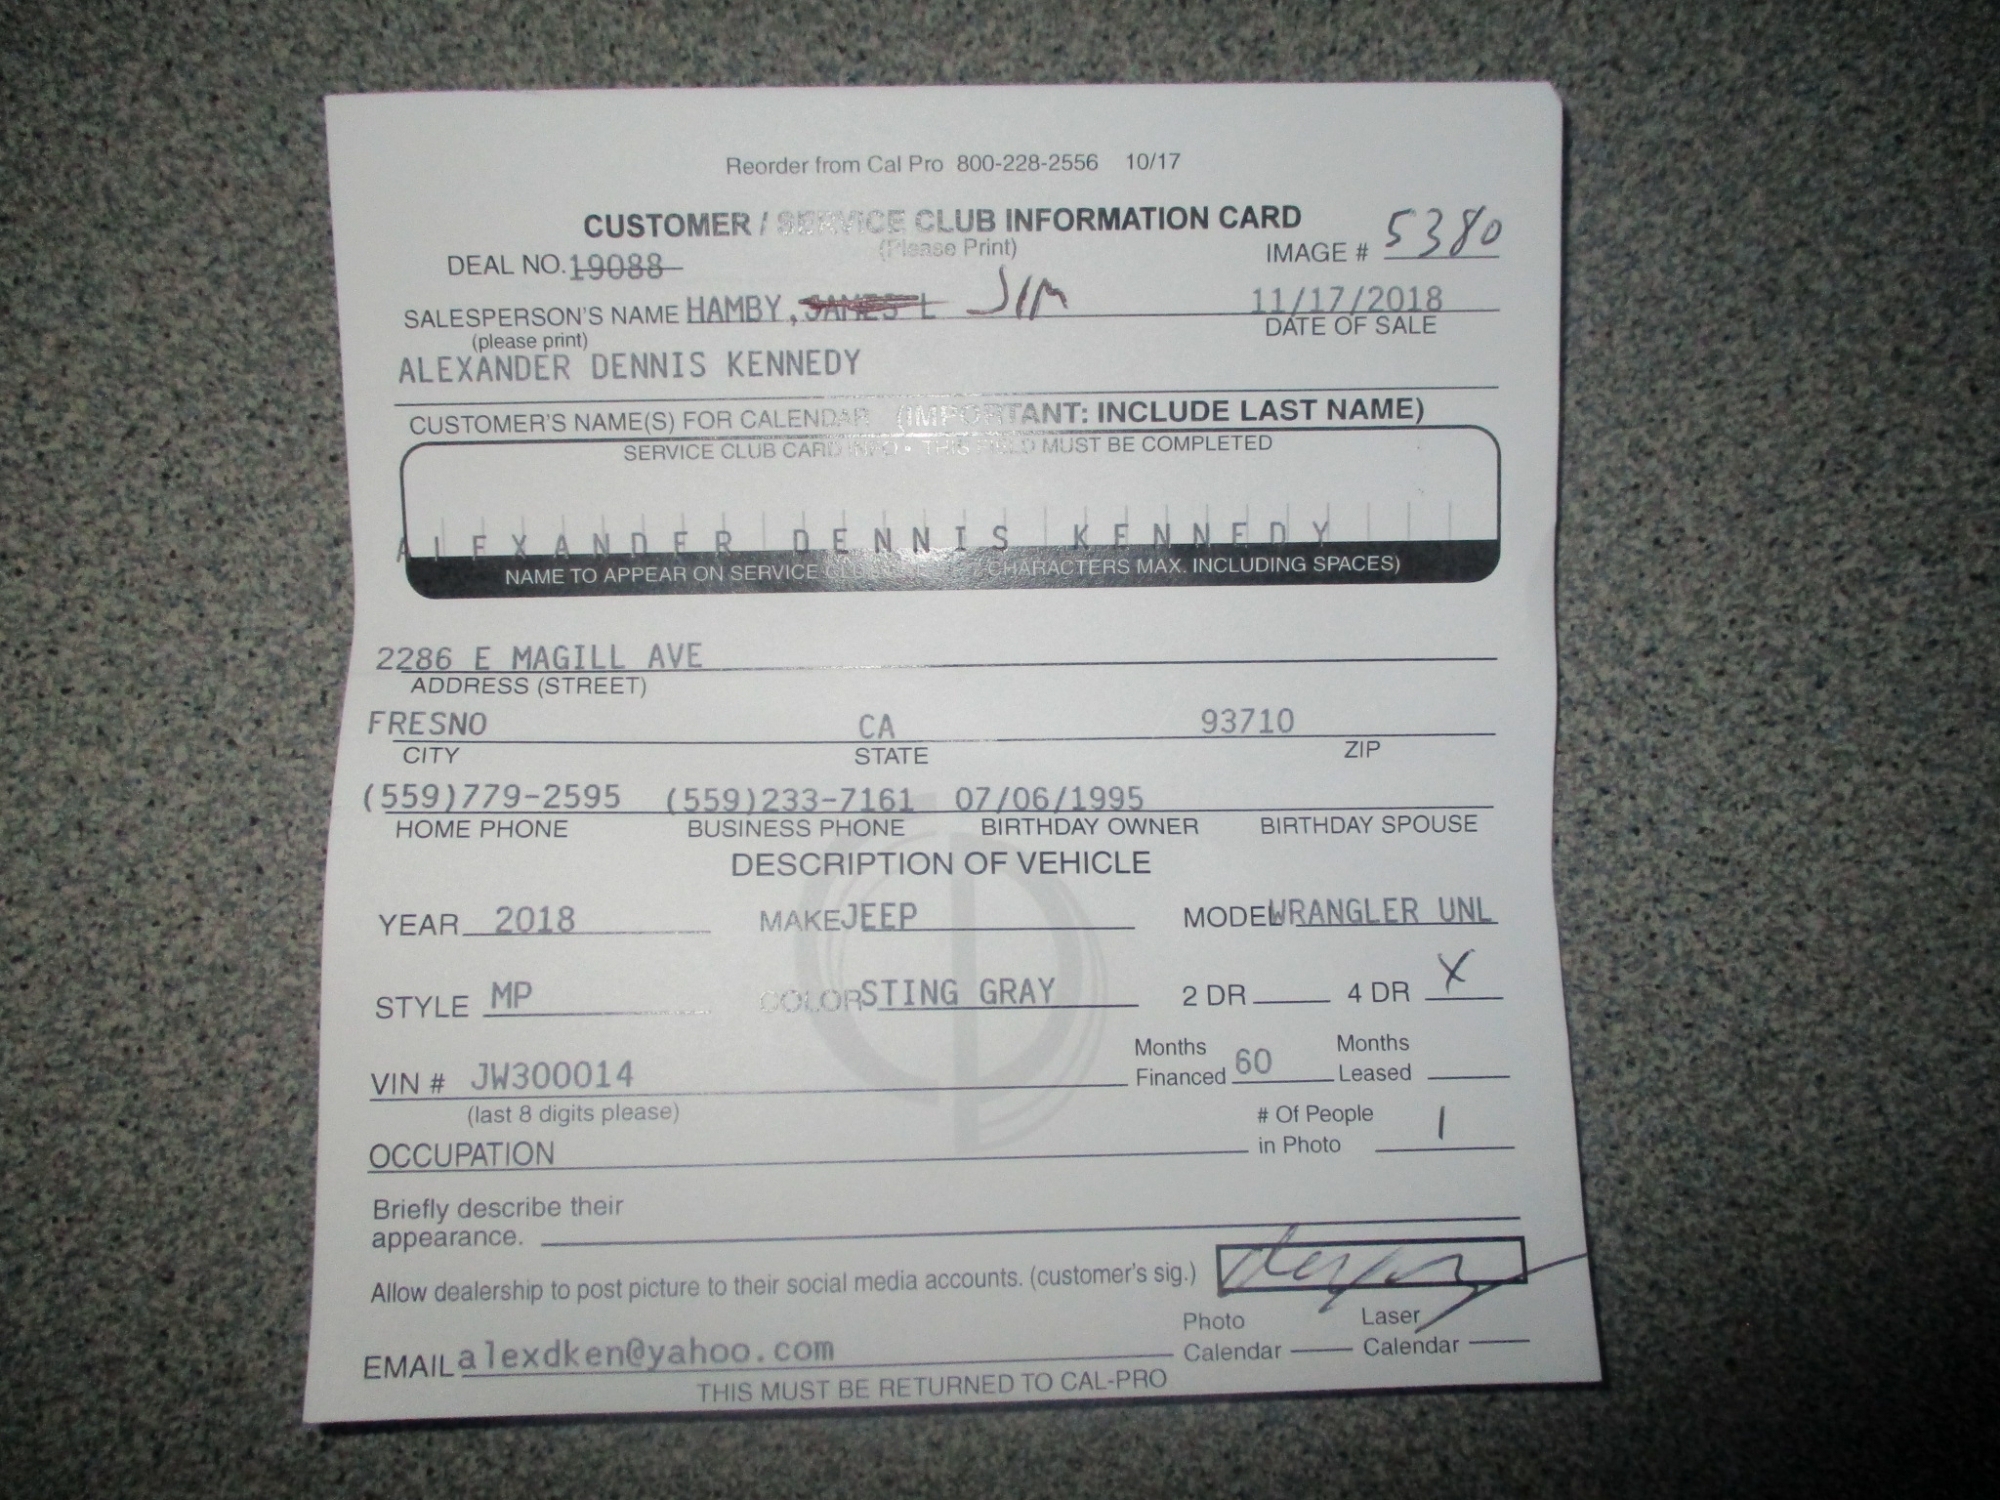 Reorder from Cal Pro 800-228-2556 10/17
CUSTOMER / SERVICE CLUB INFORMATION CARD
(Please Print)
IMAGE # 5380
DEAL NO. 19088
SALESPERSON'S NAME HAMBY, JAMES L JIM 11/17/2018
(please print) DATE OF SALE
ALEXANDER DENNIS KENNEDY
CUSTOMER'S NAME(S) FOR CALENDAR (IMPORTANT: INCLUDE LAST NAME)
SERVICE CLUB CARD INFO - THIS FIELD MUST BE COMPLETED
ALEXANDER DENNIS KENNEDY
NAME TO APPEAR ON SERVICE CHARACTERS MAX. INCLUDING SPACES)
2286 E MAGILL AVE
ADDRESS (STREET)
FRESNO CA 93710
CITY STATE ZIP
(559)779-2595 (559)233-7161 07/06/1995
HOME PHONE BUSINESS PHONE BIRTHDAY OWNER BIRTHDAY SPOUSE
DESCRIPTION OF VEHICLE
YEAR 2018 MAKE JEEP MODEL WRANGLER UNL
STYLE MP COLOR STING GRAY 2 DR 4 DR X
VIN # JW300014 Months Financed 60 Months Leased
(last 8 digits please)
# Of People in Photo 1
OCCUPATION
Briefly describe their
appearance.
Allow dealership to post picture to their social media accounts. (customer's sig.)
Photo Calendar Laser Calendar
EMAIL alexdken@yahoo.com
THIS MUST BE RETURNED TO CAL-PRO